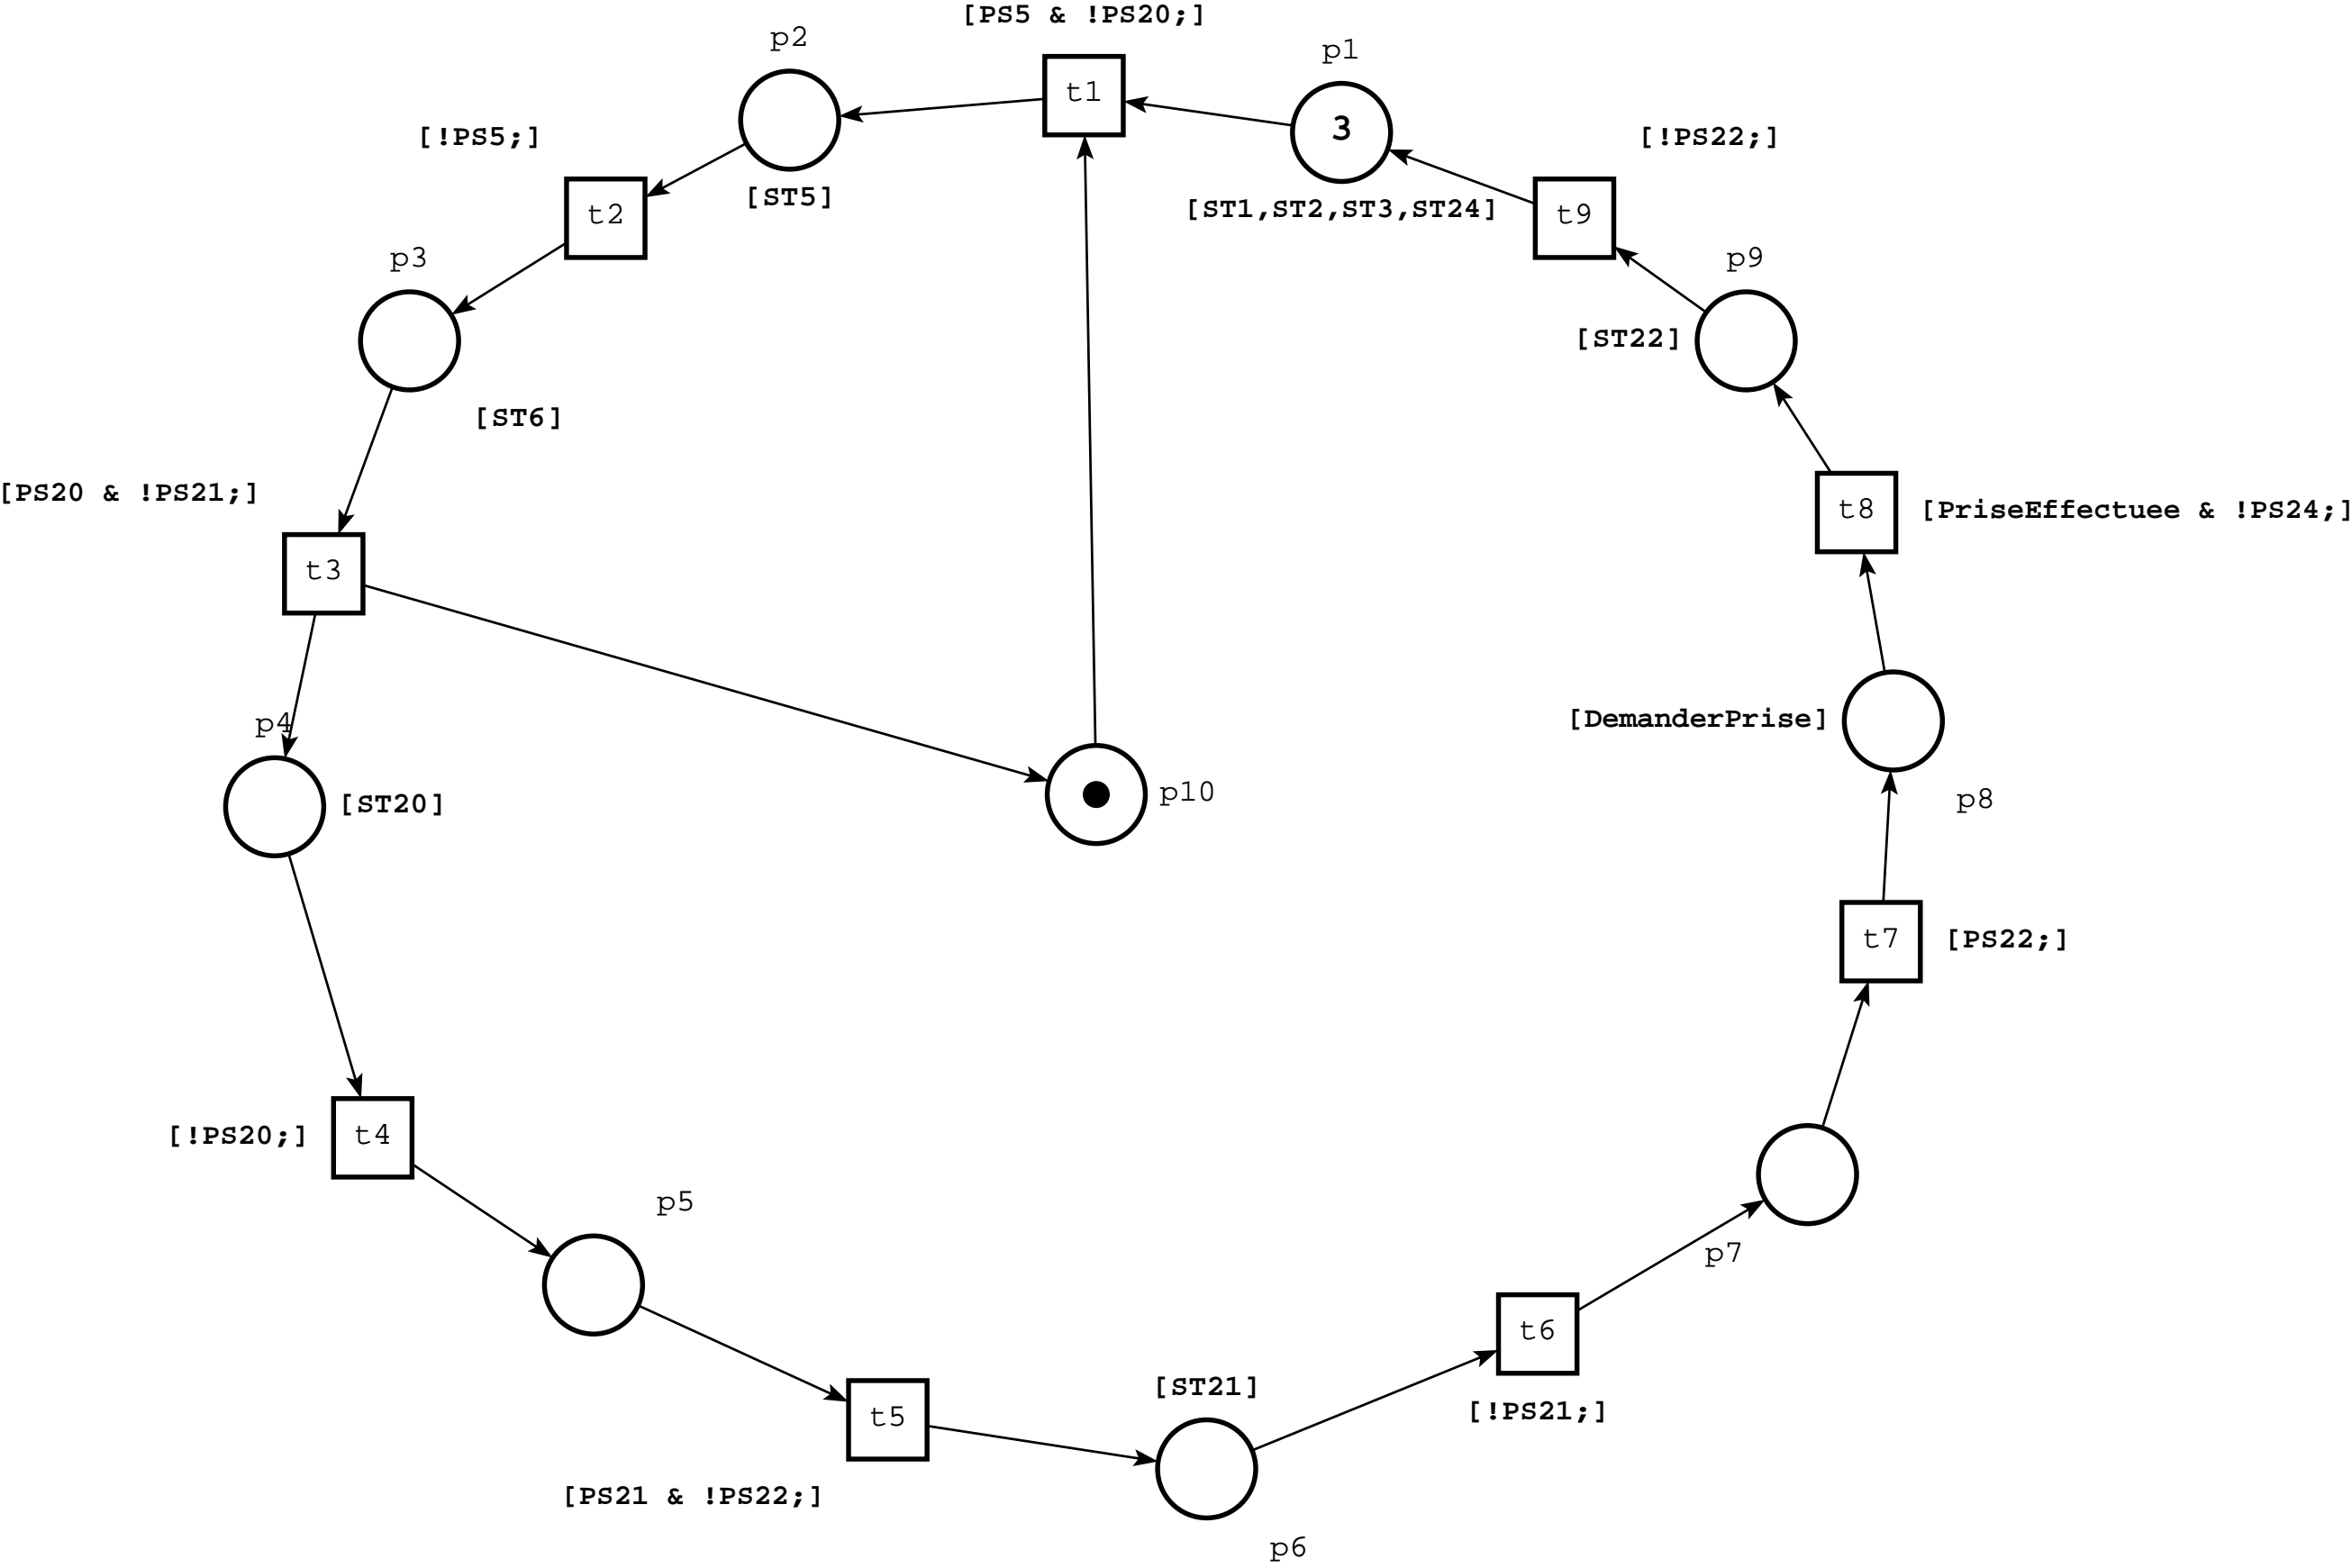 [PS5 & !PS20;]
p2
p1
t1
3
[!PS5;]
[!PS22;]
[ST5]
[ST1,ST2,ST3,ST24]
t2
t9
p3
p9
[ST22]
[ST6]
[PS20 & !PS21;]
t8
[PriseEffectuee & !PS24;]
t3
p4
[DemanderPrise]
[ST20]
p10
p8
t7
[PS22;]
[!PS20;]
t4
p5
p7
t6
[ST21]
[!PS21;]
t5
[PS21 & !PS22;]
p6